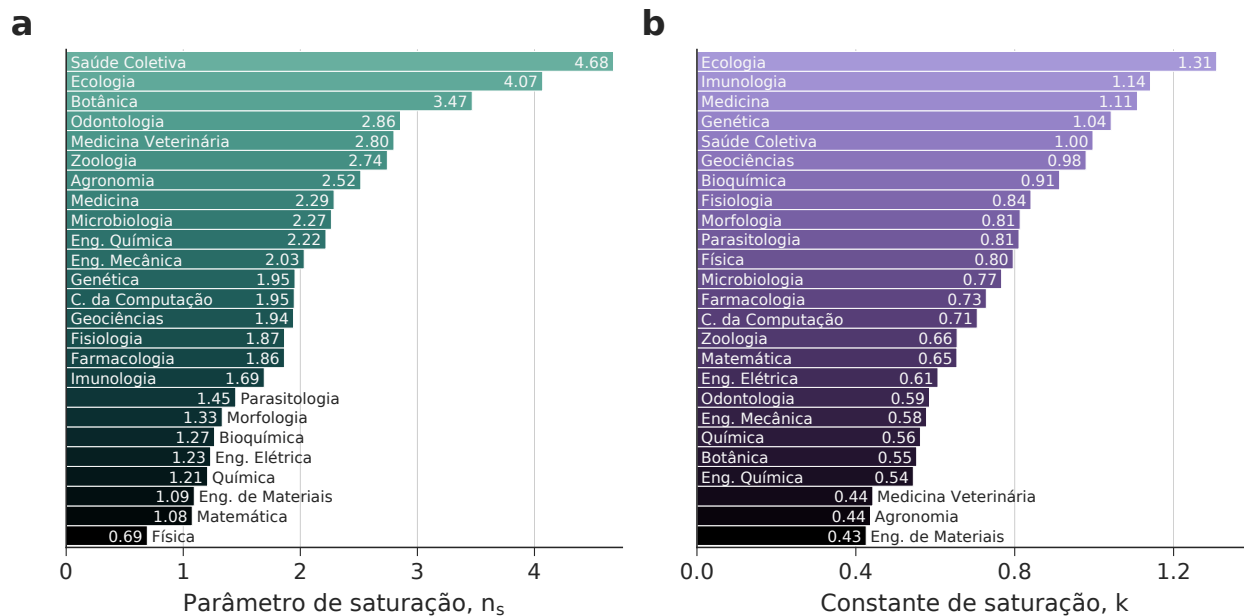 a
Saúde Coletiva 4.68
Ecologia 4.07
Botânica 3.47
Odontologia 2.86
Medicina Veterinária 2.80
Zoologia 2.74
Agronomia 2.52
Medicina 2.29
Microbiologia 2.27
Eng. Química 2.22
Eng. Mecânica 2.03
Genética 1.95
C. da Computação 1.95
Geociências 1.94
Fisiologia 1.87
Farmacologia 1.86
Imunologia 1.69
1.45 Parasitologia
1.33 Morfologia
1.27 Bioquímica
1.23 Eng. Elétrica
1.21 Química
1.09 Eng. de Materiais
1.08 Matemática
0.69 Física
0 1 2 3 4
Parâmetro de saturação, nₛ
b
Ecologia 1.31
Imunologia 1.14
Medicina 1.11
Genética 1.04
Saúde Coletiva 1.00
Geociências 0.98
Bioquímica 0.91
Fisiologia 0.84
Morfologia 0.81
Parasitologia 0.81
Física 0.80
Microbiologia 0.77
Farmacologia 0.73
C. da Computação 0.71
Zoologia 0.66
Matemática 0.65
Eng. Elétrica 0.61
Odontologia 0.59
Eng. Mecânica 0.58
Química 0.56
Botânica 0.55
Eng. Química 0.54
0.44 Medicina Veterinária
0.44 Agronomia
0.43 Eng. de Materiais
0.0 0.4 0.8 1.2
Constante de saturação, k